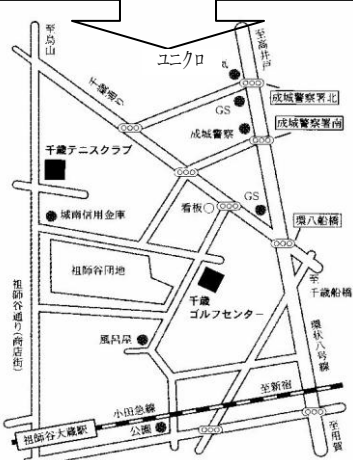 ユニクロ
至烏山
至高井戸
千歳通り
成城警察署北
GS
成城警察
成城警察署南
千歳テニスクラブ
城南信用金庫
看板
GS
環八船橋
祖師谷団地
至千歳船橋
千歳
ゴルフセンター
祖師谷通り(商店街)
風呂屋
環状八号線
小田急線
至新宿
祖師谷大蔵駅
公園
至用賀